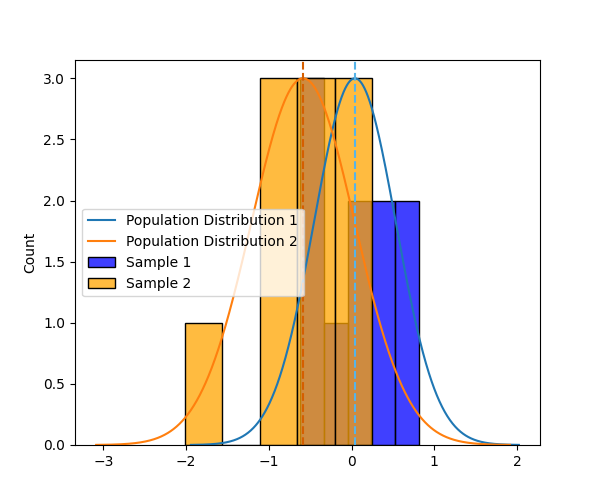 3.0
2.5
2.0
1.5
1.0
0.5
0.0
Count
Population Distribution 1
Population Distribution 2
Sample 1
Sample 2
−3
−2
−1
0
1
2